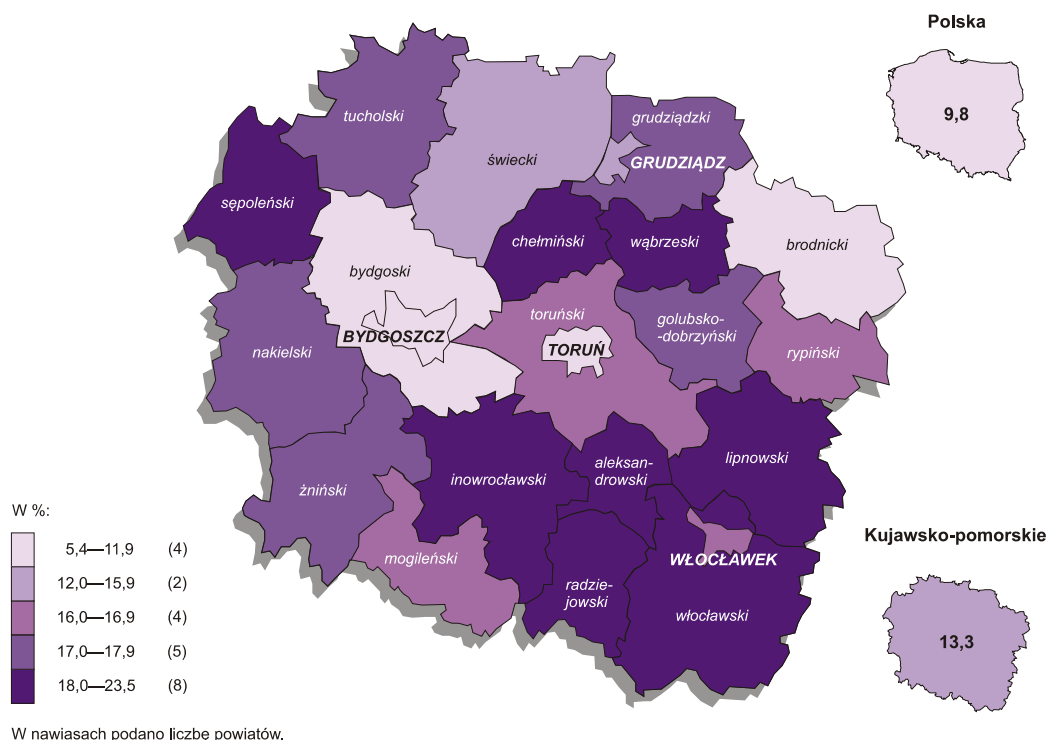 Polska
9,8
tucholski
grudziądzki
świecki
GRUDZIĄDZ
sępoleński
chełmiński
wąbrzeski
brodnicki
bydgoski
toruński
golubsko-
-dobrzyński
BYDGOSZCZ
TORUŃ
nakielski
rypiński
inowrocławski
aleksan-
drowski
lipnowski
żniński
mogileński
radzie-
jowski
WŁOCŁAWEK
włocławski
Kujawsko-pomorskie
13,3
W %:
5,4—11,9 (4)
12,0—15,9 (2)
16,0—16,9 (4)
17,0—17,9 (5)
18,0—23,5 (8)
W nawiasach podano liczbę powiatów.